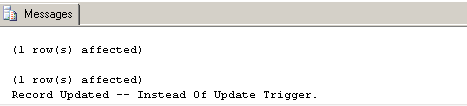 Messages
(1 row(s) affected)
(1 row(s) affected)
Record Updated -- Instead Of Update Trigger.